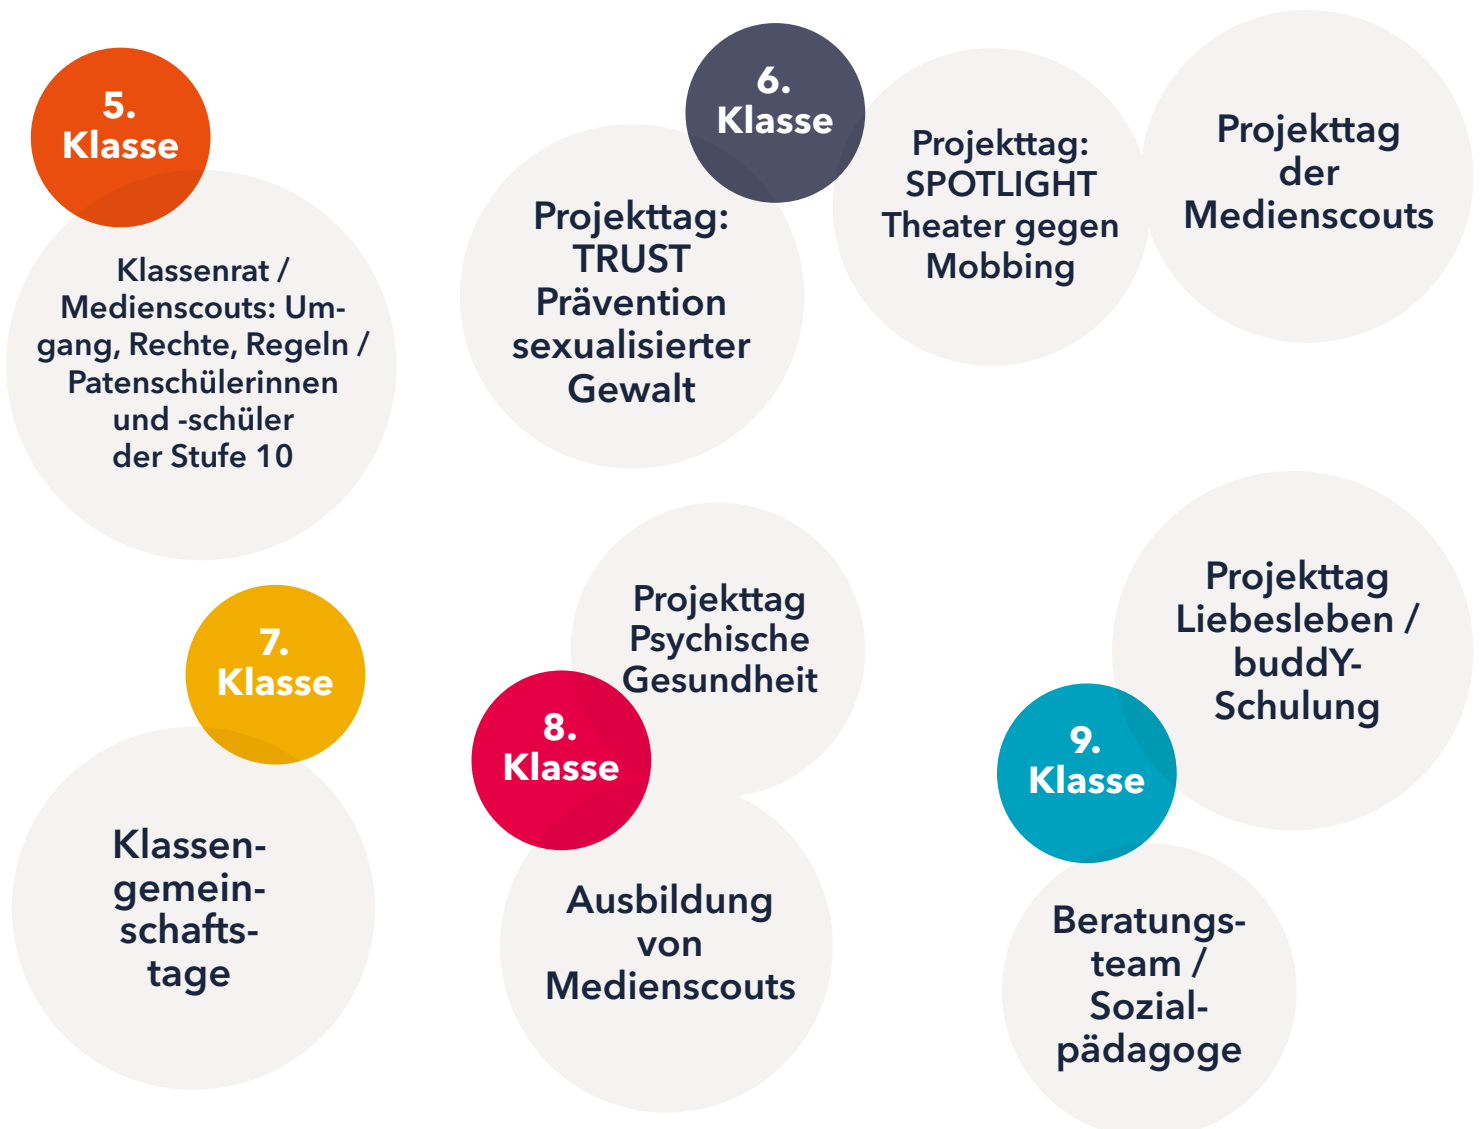 5.
Klasse
Klassenrat /
Medienscouts: Um-
gang, Rechte, Regeln /
Patenschülerinnen
und -schüler
der Stufe 10
6.
Klasse
Projekttag:
TRUST
Prävention
sexualisierter
Gewalt
Projekttag:
SPOTLIGHT
Theater gegen
Mobbing
Projekttag
der
Medienscouts
7.
Klasse
Klassen-
gemein-
schafts-
tage
8.
Klasse
Projekttag
Psychische
Gesundheit
Ausbildung
von
Medienscouts
9.
Klasse
Projekttag
Liebesleben /
buddY-
Schulung
Beratungs-
team /
Sozial-
pädagoge